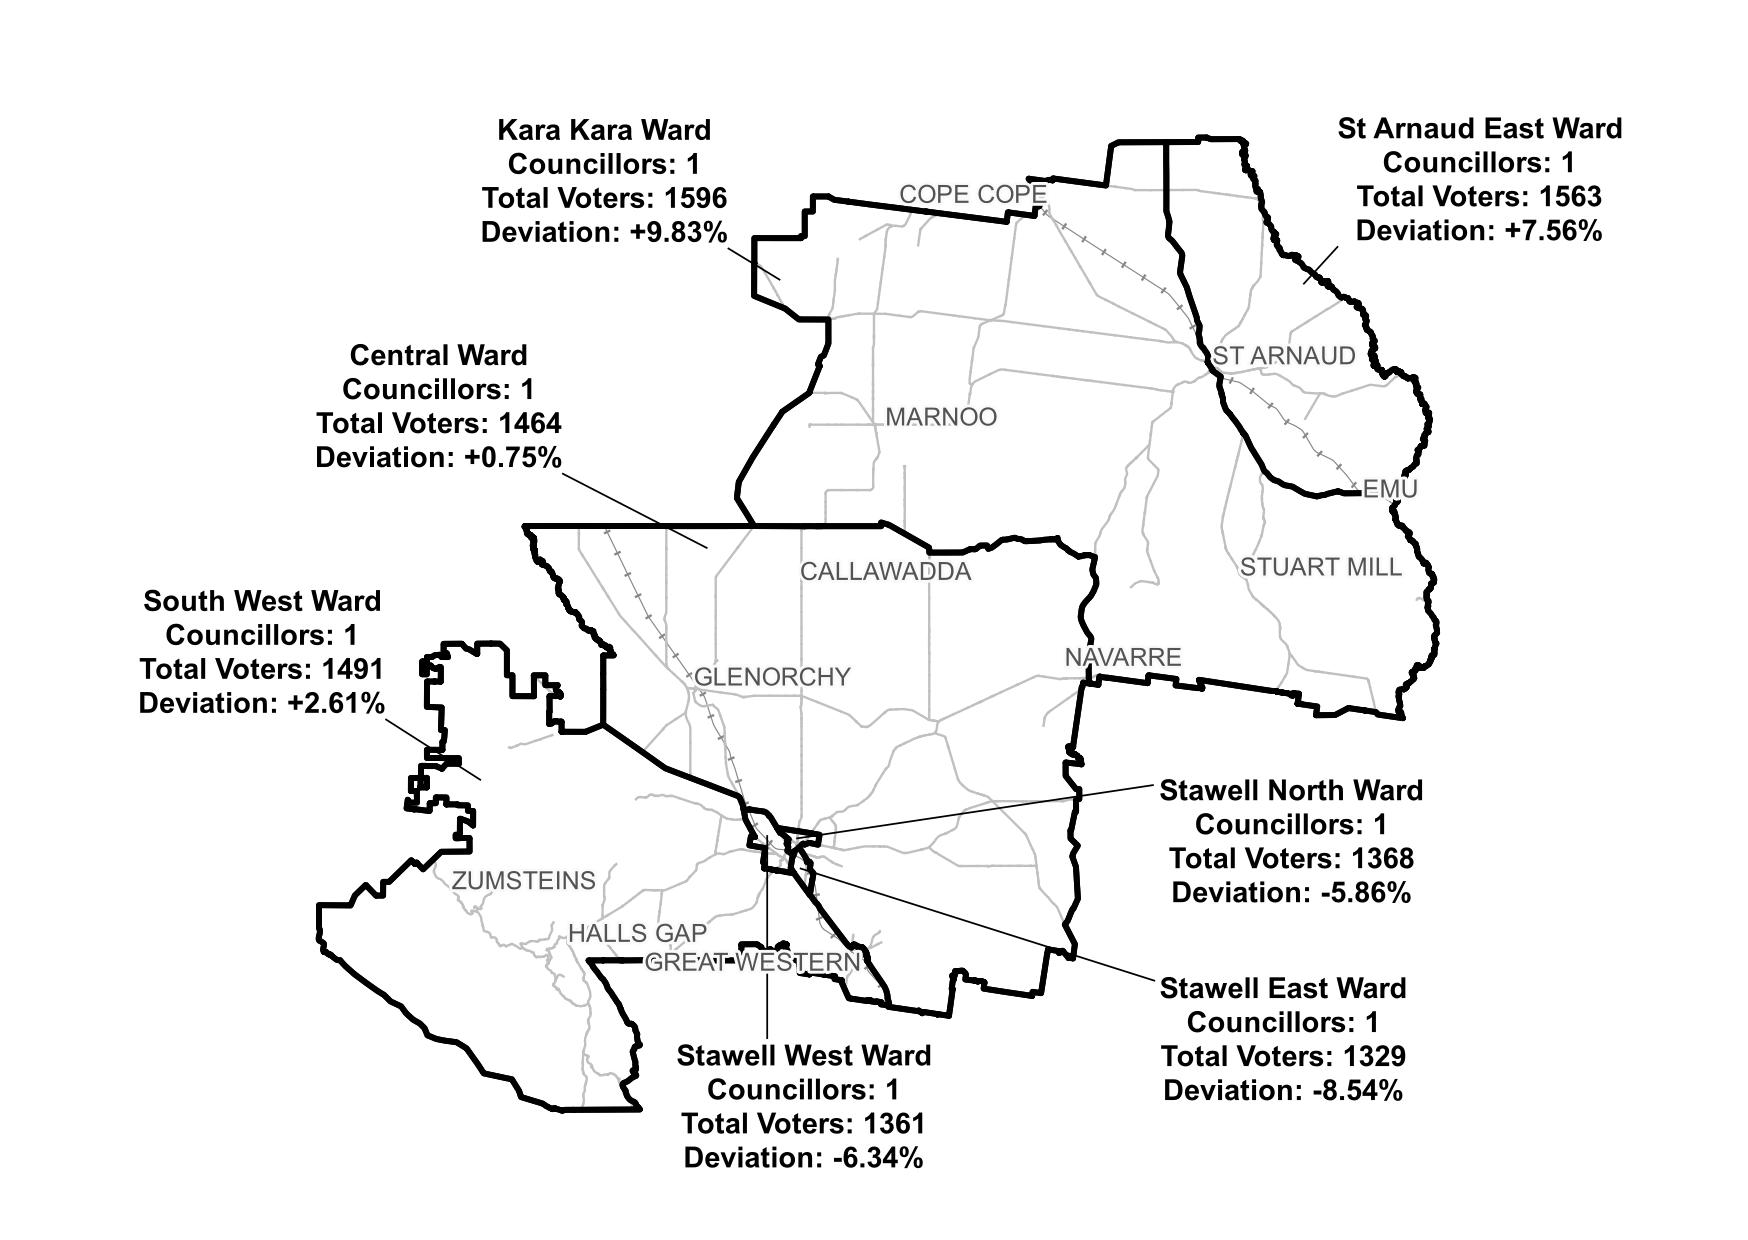 Kara Kara Ward
Councillors: 1
Total Voters: 1596
Deviation: +9.83%
St Arnaud East Ward
Councillors: 1
Total Voters: 1563
Deviation: +7.56%
COPE COPE
Central Ward
Councillors: 1
Total Voters: 1464
Deviation: +0.75%
ST ARNAUD
MARNOO
EMU
CALLAWADDA
STUART MILL
South West Ward
Councillors: 1
Total Voters: 1491
Deviation: +2.61%
NAVARRE
GLENORCHY
Stawell North Ward
Councillors: 1
Total Voters: 1368
Deviation: -5.86%
ZUMSTEINS
HALLS GAP
GREAT WESTERN
Stawell East Ward
Councillors: 1
Total Voters: 1329
Deviation: -8.54%
Stawell West Ward
Councillors: 1
Total Voters: 1361
Deviation: -6.34%